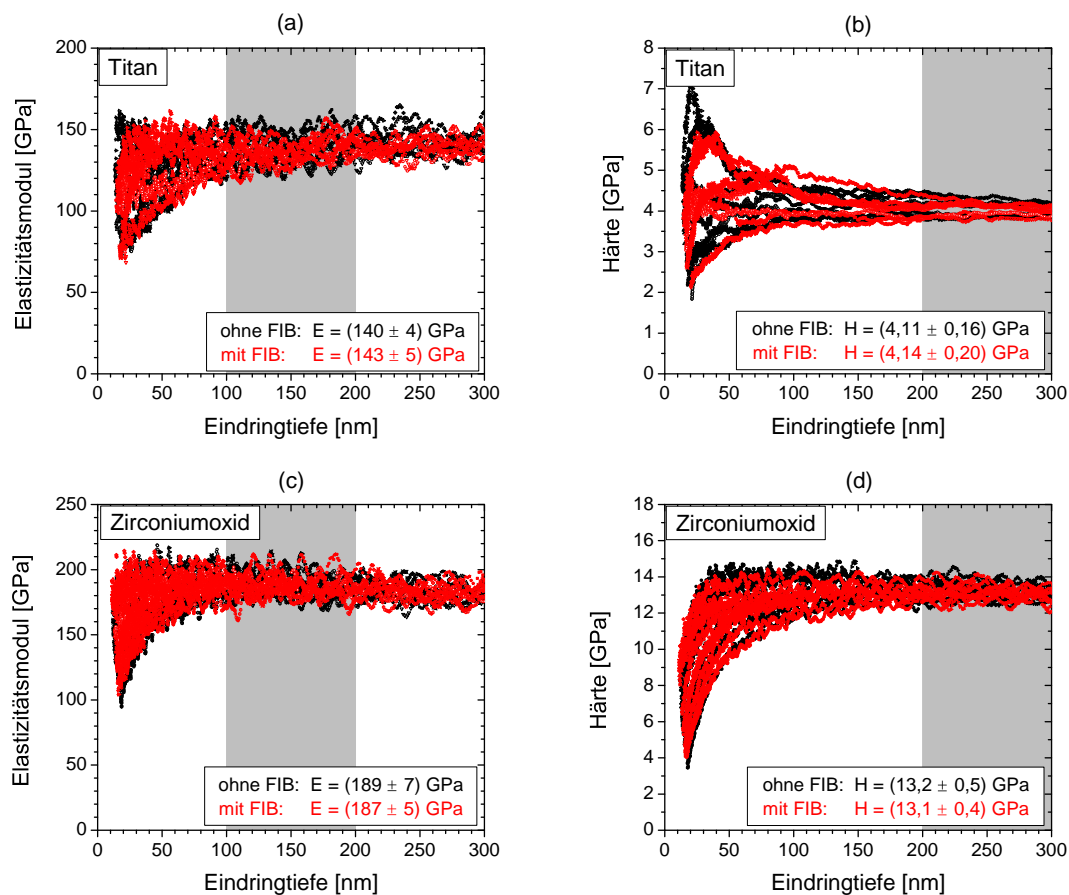 (a)
Titan
Elastizitätsmodul [GPa]
200
150
100
50
0
ohne FIB: E = (140 ± 4) GPa
mit FIB: E = (143 ± 5) GPa
0 50 100 150 200 250 300
Eindringtiefe [nm]
(b)
Titan
Härte [GPa]
8
7
6
5
4
3
2
1
0
ohne FIB: H = (4,11 ± 0,16) GPa
mit FIB: H = (4,14 ± 0,20) GPa
0 50 100 150 200 250 300
Eindringtiefe [nm]
(c)
Zirconiumoxid
Elastizitätsmodul [GPa]
250
200
150
100
50
0
ohne FIB: E = (189 ± 7) GPa
mit FIB: E = (187 ± 5) GPa
0 50 100 150 200 250 300
Eindringtiefe [nm]
(d)
Zirconiumoxid
Härte [GPa]
18
16
14
12
10
8
6
4
2
0
ohne FIB: H = (13,2 ± 0,5) GPa
mit FIB: H = (13,1 ± 0,4) GPa
0 50 100 150 200 250 300
Eindringtiefe [nm]